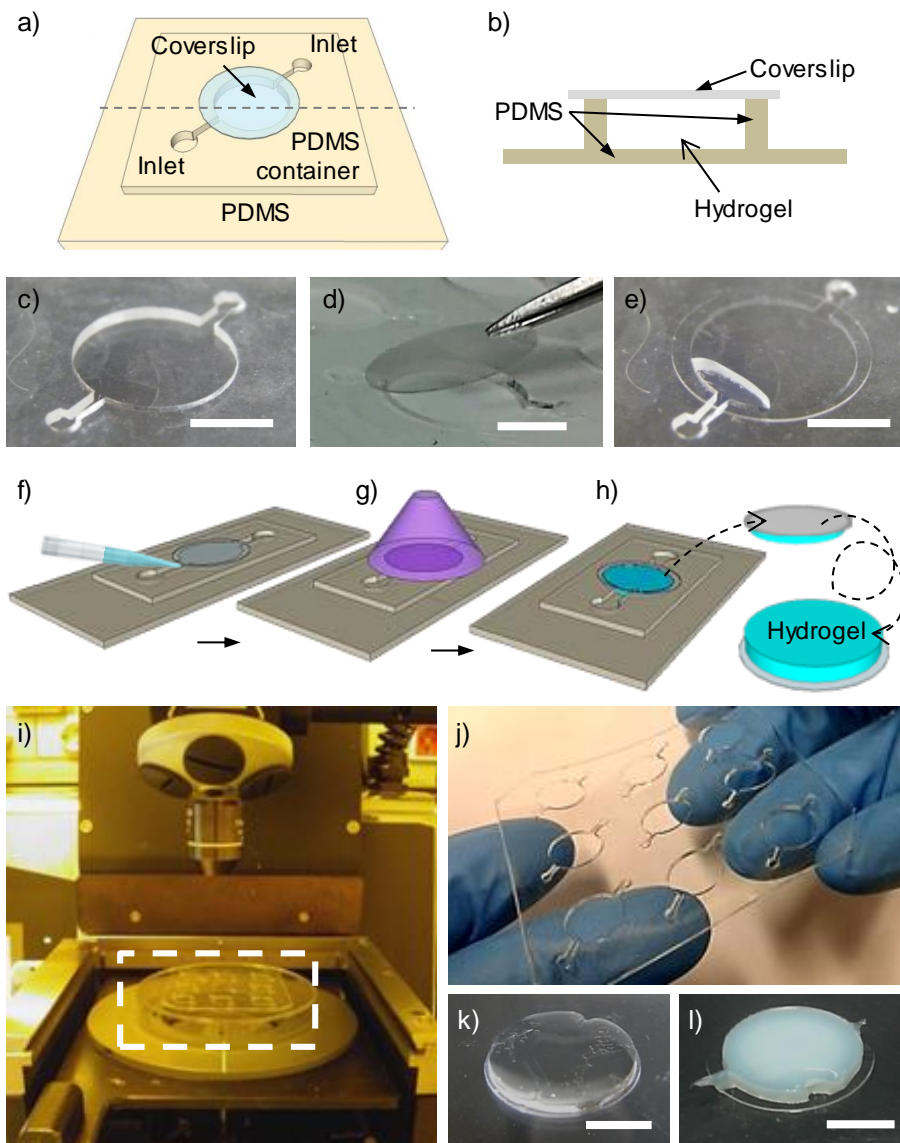 a)
Coverslip
Inlet
Inlet
PDMS
container
PDMS
b)
Coverslip
PDMS
Hydrogel
c)
d)
e)
f)
g)
h)
Hydrogel
i)
j)
k)
l)